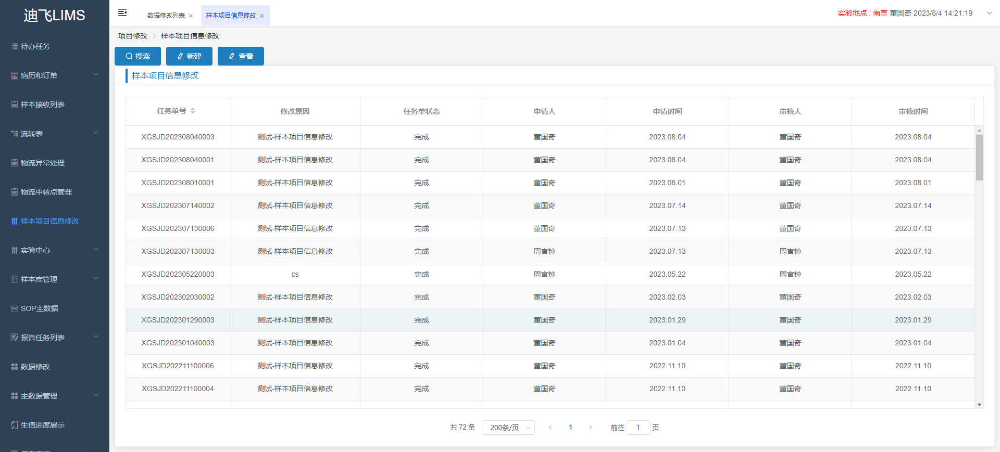 迪飞LIMS
待办任务
病历和订单
样本接收列表
流转表
物流异常处理
物流中转点管理
样本项目信息修改
实验中心
样本库管理
SOP主数据
报告任务列表
数据修改
主数据管理
生信进度展示
数据修改列表
样本项目信息修改
实验地点 : 南京 董国奇 2023/8/4 14:21:19
项目修改 > 样本项目信息修改
搜索 新建 查看
样本项目信息修改
任务单号 修改原因 任务单状态 申请人 申请时间 审核人 审核时间
XGSJD202308040003 测试-样本项目信息修改 完成 董国奇 2023.08.04 董国奇 2023.08.04
XGSJD202308040001 测试-样本项目信息修改 完成 董国奇 2023.08.04 董国奇 2023.08.04
XGSJD202308010001 测试-样本项目信息修改 完成 董国奇 2023.08.01 董国奇 2023.08.01
XGSJD202307140002 测试-样本项目信息修改 完成 董国奇 2023.07.14 董国奇 2023.07.14
XGSJD202307130006 测试-样本项目信息修改 完成 董国奇 2023.07.13 董国奇 2023.07.13
XGSJD202307130003 测试-样本项目信息修改 完成 周官钟 2023.07.13 周官钟 2023.07.13
XGSJD202305220003 cs 完成 周官钟 2023.05.22 周官钟 2023.05.22
XGSJD202302030002 测试-样本项目信息修改 完成 董国奇 2023.02.03 董国奇 2023.02.03
XGSJD202301290003 测试-样本项目信息修改 完成 董国奇 2023.01.29 董国奇 2023.01.29
XGSJD202301040003 测试-样本项目信息修改 完成 董国奇 2023.01.04 董国奇 2023.01.04
XGSJD202211100006 测试-样本项目信息修改 完成 董国奇 2022.11.10 董国奇 2022.11.10
XGSJD202211100004 测试-样本项目信息修改 完成 董国奇 2022.11.10 董国奇 2022.11.10
共 72 条 200条/页 < 1 > 前往 1 页